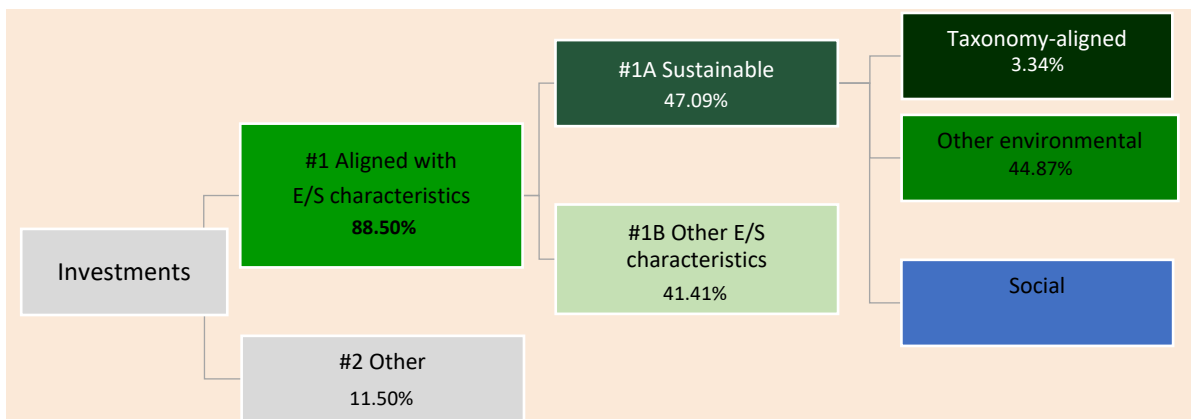 Investments
#1 Aligned with
E/S characteristics
88.50%
#2 Other
11.50%
#1A Sustainable
47.09%
#1B Other E/S
characteristics
41.41%
Taxonomy-aligned
3.34%
Other environmental
44.87%
Social